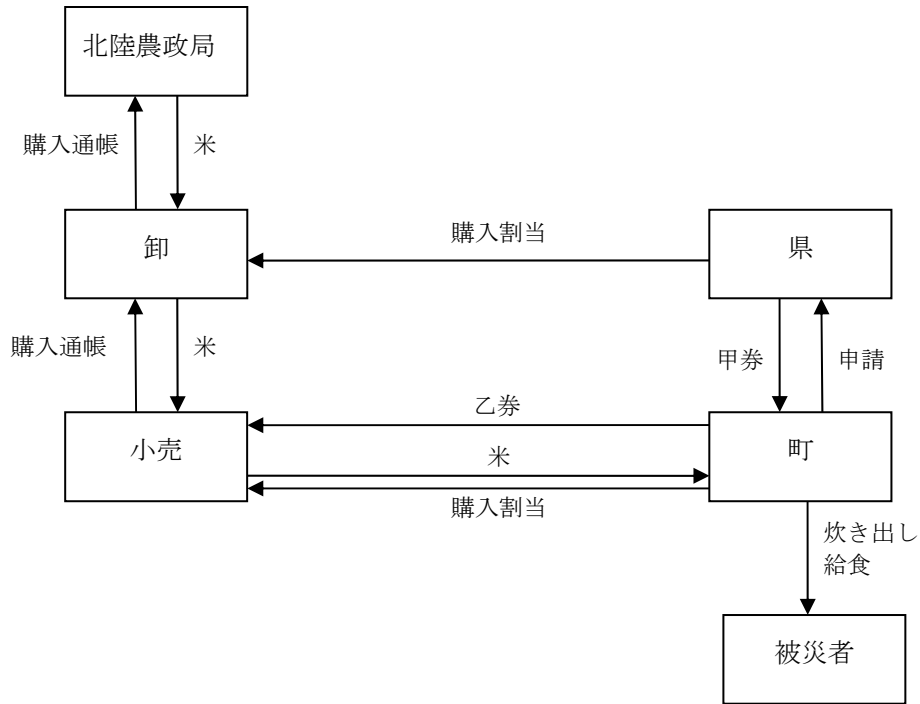 北陸農政局
購入通帳
米
卸
購入割当
県
購入通帳
米
甲券
申請
乙券
小売
米
町
購入割当
炊き出し
給食
被災者